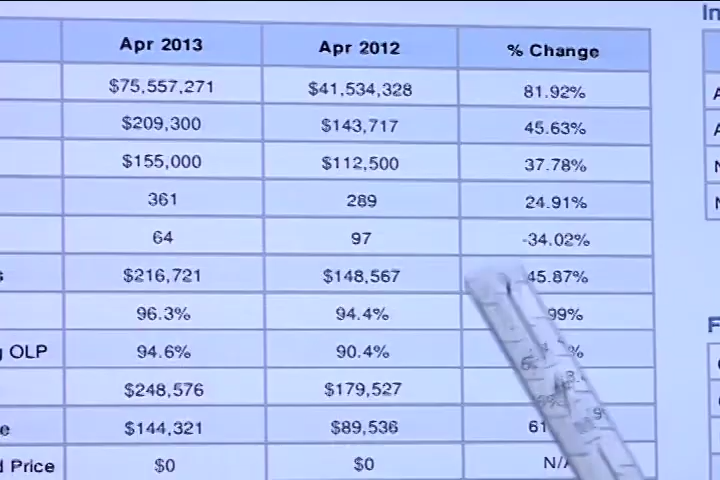 Apr 2013 Apr 2012 % Change
$75,557,271 $41,534,328 81.92%
$209,300 $143,717 45.63%
$155,000 $112,500 37.78%
361 289 24.91%
64 97 -34.02%
s $216,721 $148,567 45.87%
96.3% 94.4% 99%
g OLP 94.6% 90.4% %
$248,576 $179,527
e $144,321 $89,536 61
d Price $0 $0 N/A
In